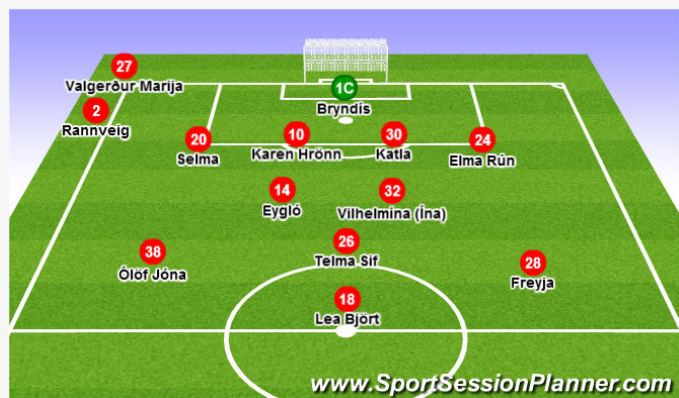 27
Valgerður Marija
1C
Bryndís
2
Rannveig
20
Selma
10
Karen Hrönn
30
Katla
24
Elma Rún
14
Eygló
32
Vilhelmína (Ína)
38
Ólöf Jóna
26
Telma Sif
28
Freyja
18
Lea Björt
www.SportSessionPlanner.com